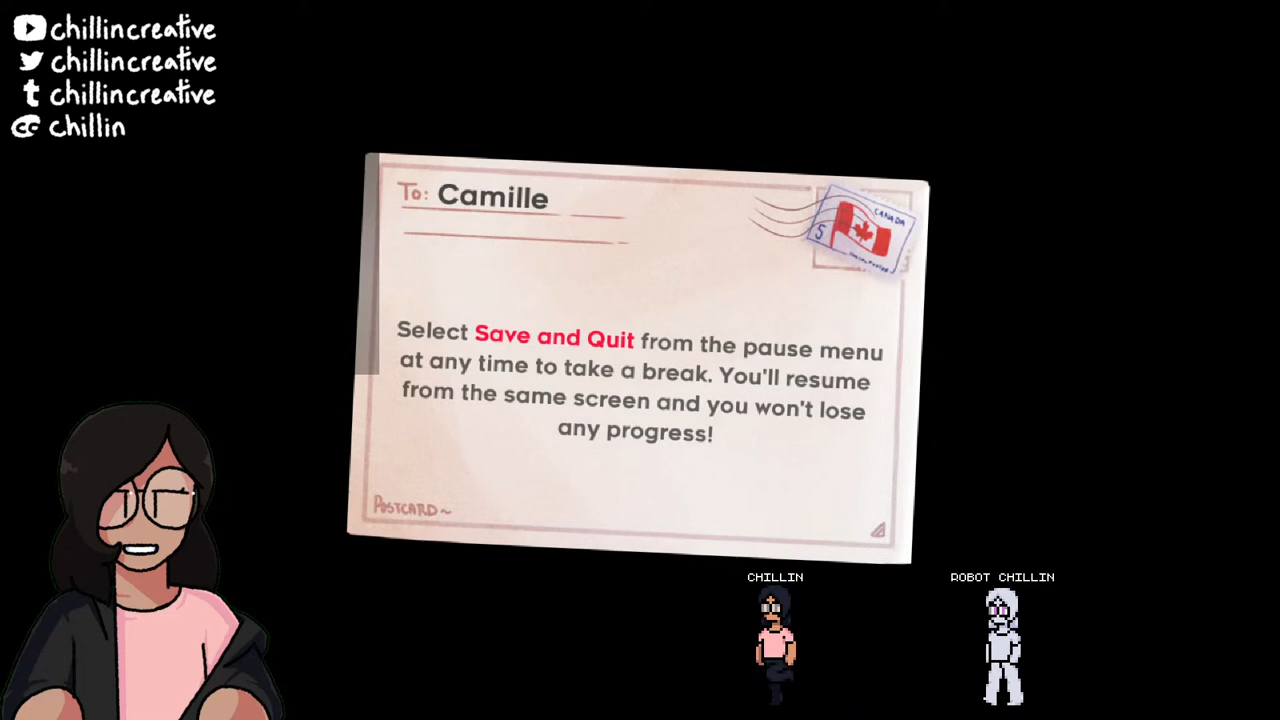 chillincreative
chillincreative
chillincreative
chillin
To: Camille
CANADA
5
Select Save and Quit from the pause menu
at any time to take a break. You'll resume
from the same screen and you won't lose
any progress!
POSTCARD~
CHILLIN
ROBOT CHILLIN